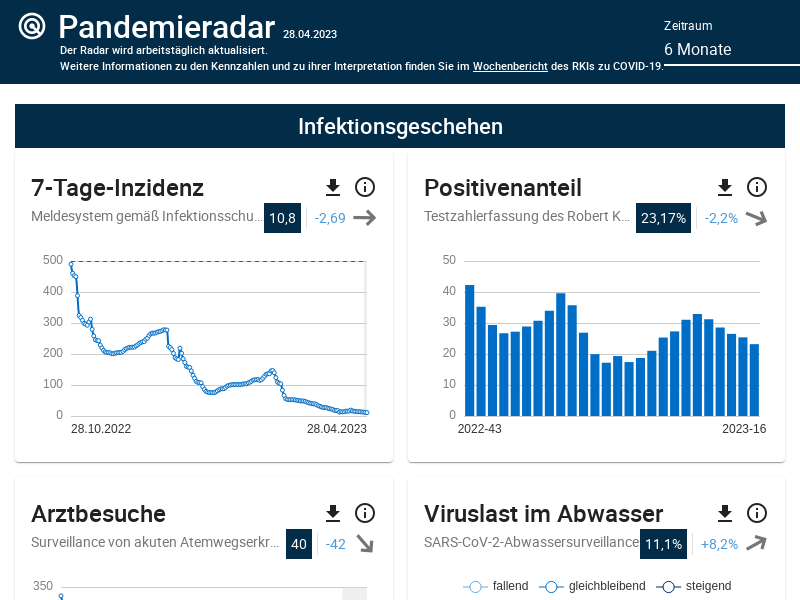 Pandemieradar 28.04.2023
Der Radar wird arbeitstäglich aktualisiert.
Weitere Informationen zu den Kennzahlen und zu ihrer Interpretation finden Sie im Wochenbericht des RKIs zu COVID-19.
Zeitraum
6 Monate
Infektionsgeschehen
7-Tage-Inzidenz
Meldesystem gemäß Infektionsschu... 10,8 -2,69
500
400
300
200
100
0
28.10.2022 28.04.2023
Positivenanteil
Testzahlerfassung des Robert K... 23,17% -2,2%
50
40
30
20
10
0
2022-43 2023-16
Arztbesuche
Surveillance von akuten Atemwegserkr... 40 -42
350
Viruslast im Abwasser
SARS-CoV-2-Abwassersurveillance 11,1% +8,2%
fallend gleichbleibend steigend